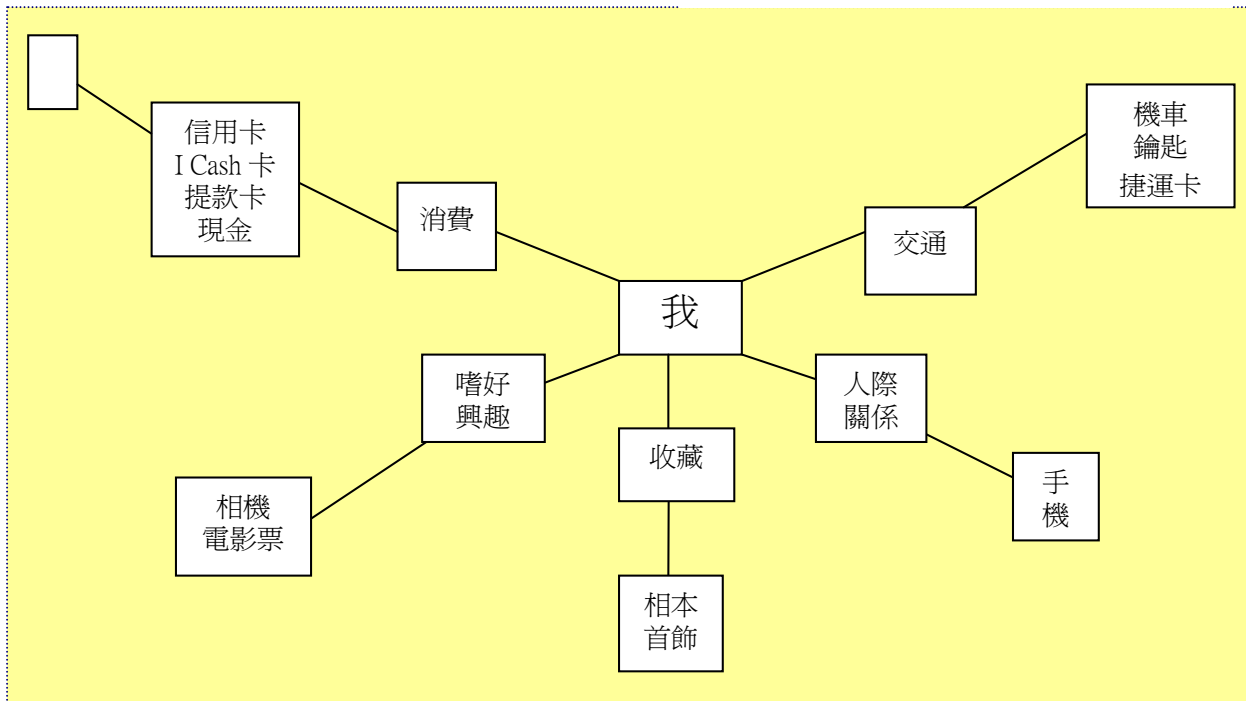 信用卡
I Cash 卡
提款卡
現金
消費
機車
鑰匙
捷運卡
交通
我
嗜好
興趣
人際
關係
收藏
相機
電影票
手
機
相本
首飾